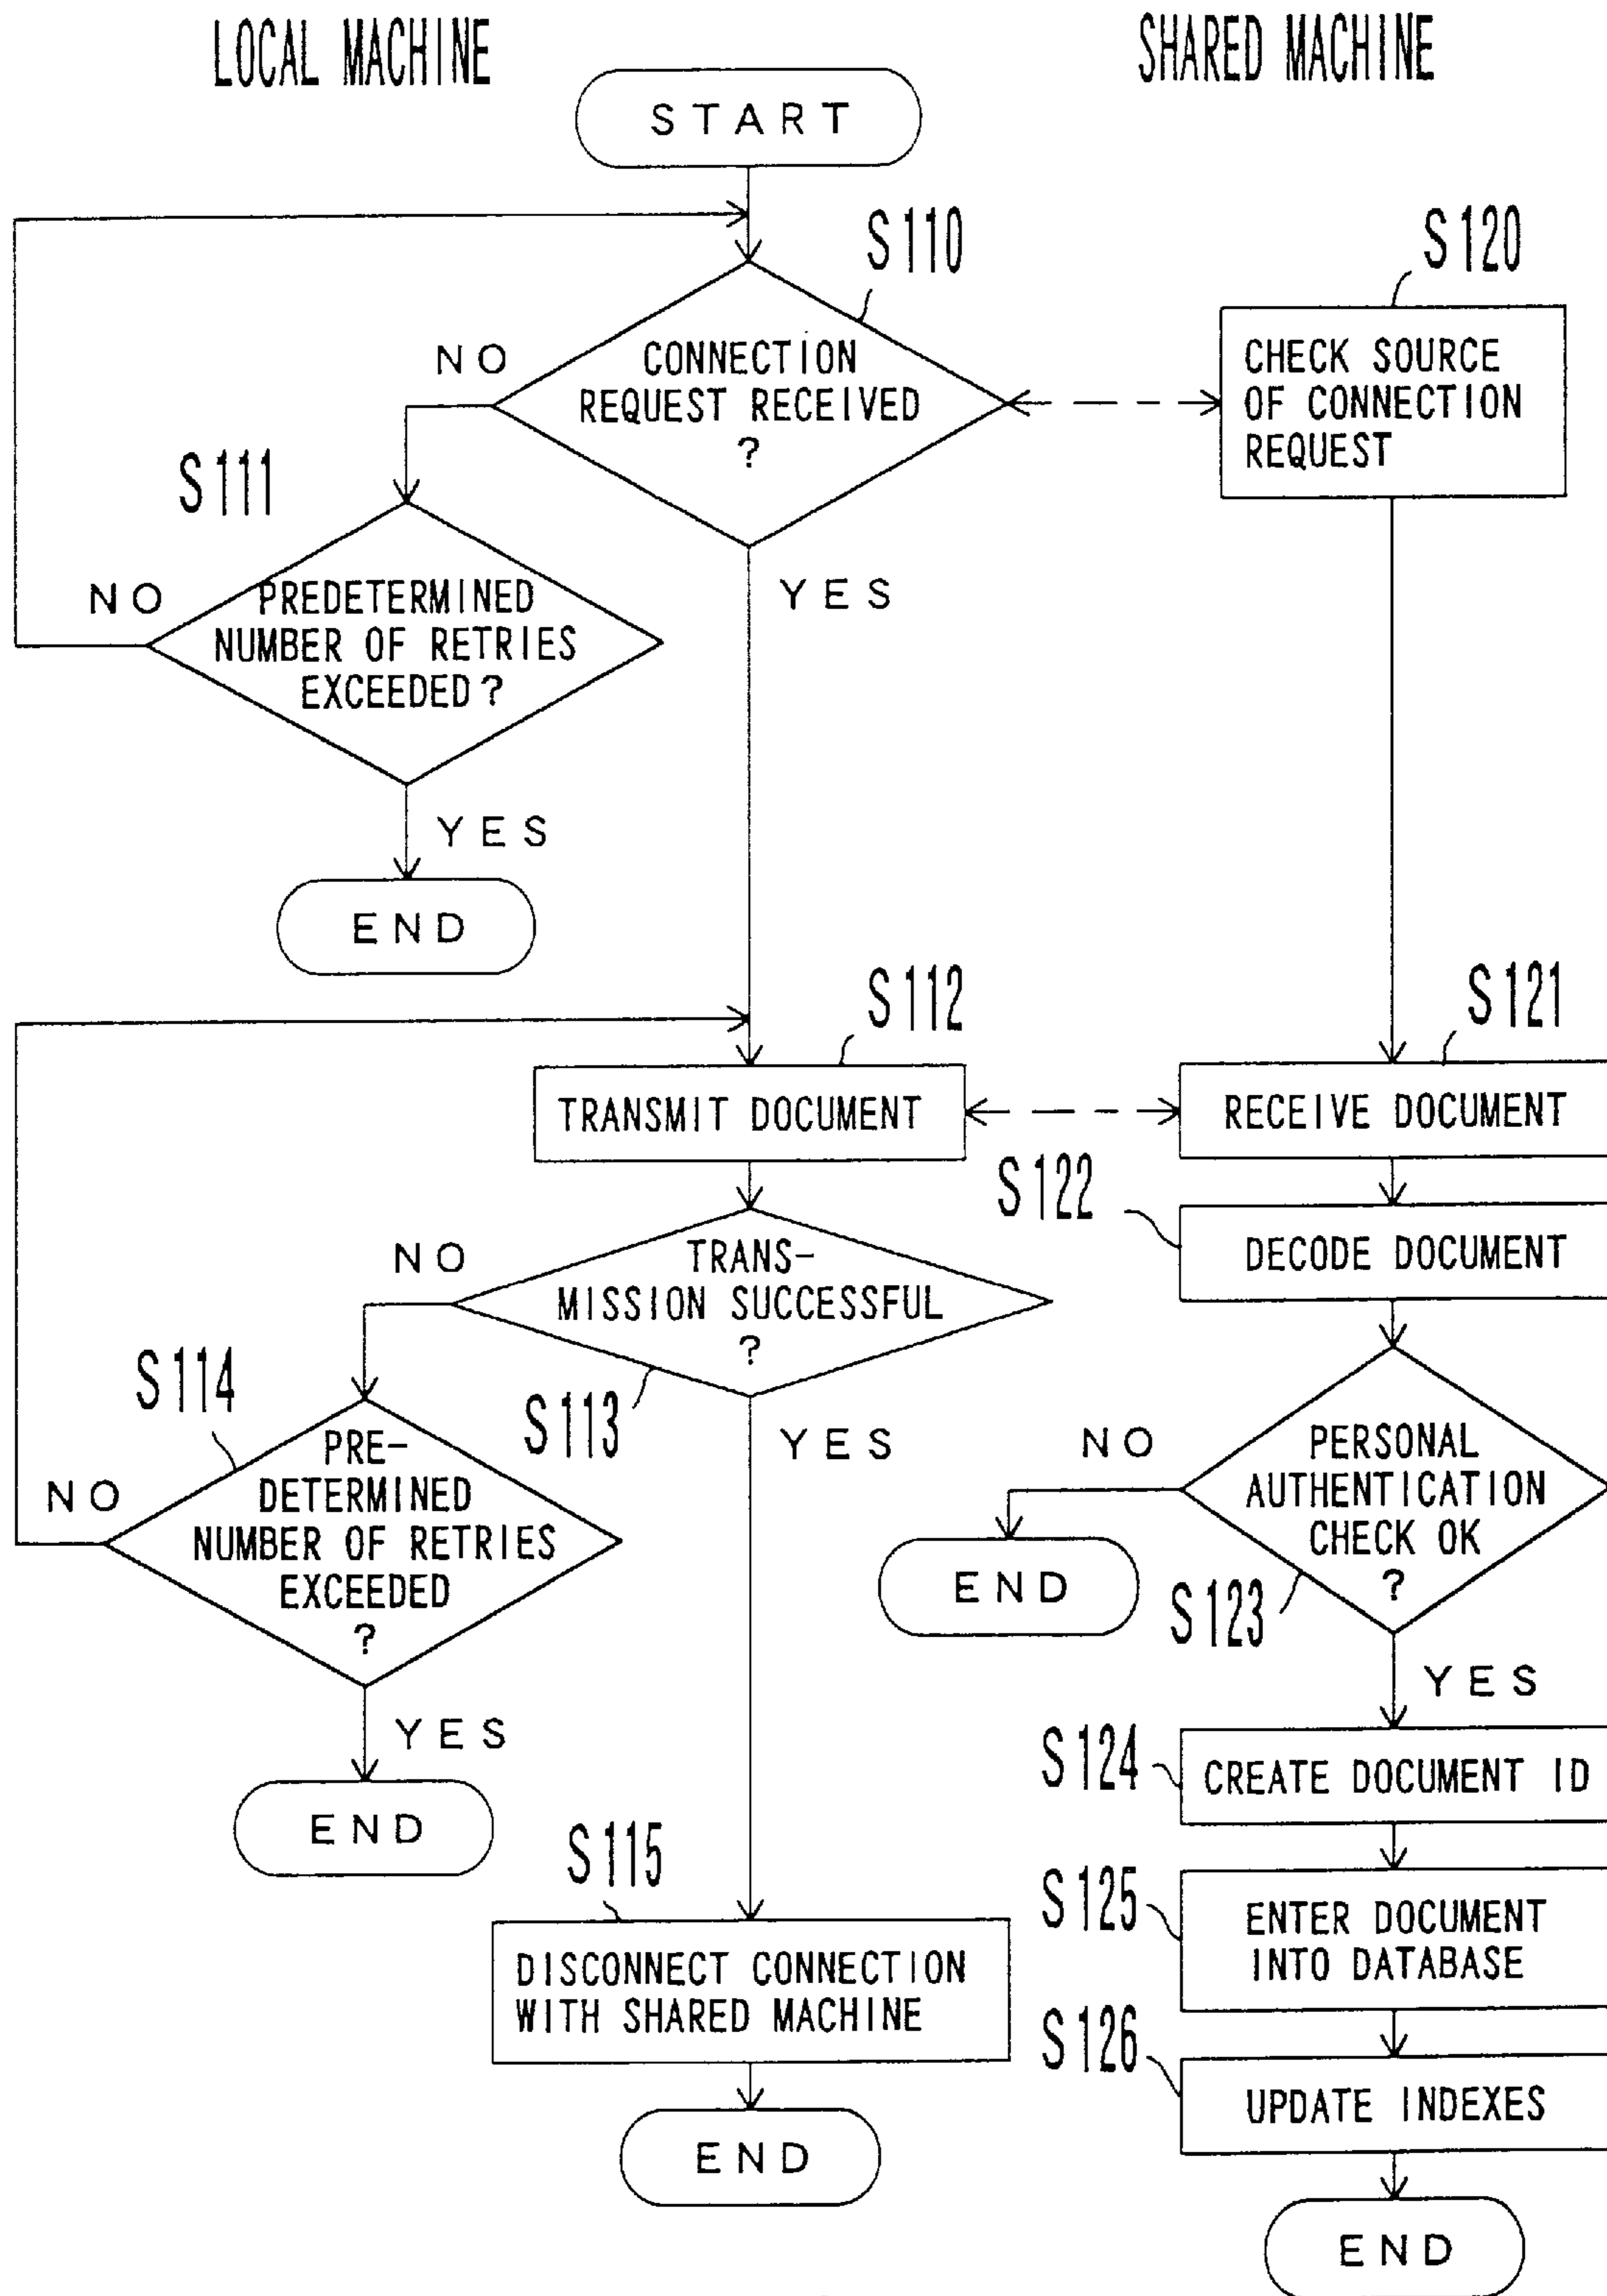 LOCAL MACHINE
SHARED MACHINE
START
S110
S120
NO
CONNECTION
REQUEST RECEIVED
?
CHECK SOURCE
OF CONNECTION
REQUEST
S111
YES
NO
PREDETERMINED
NUMBER OF RETRIES
EXCEEDED?
YES
END
S112
S121
TRANSMIT DOCUMENT
RECEIVE DOCUMENT
S122
DECODE DOCUMENT
NO
TRANS-
MISSION SUCCESSFUL
?
S113
YES
S114
NO
PRE-
DETERMINED
NUMBER OF RETRIES
EXCEEDED
?
YES
END
NO
PERSONAL
AUTHENTICATION
CHECK OK
?
S123
END
YES
S124
CREATE DOCUMENT ID
S115
DISCONNECT CONNECTION
WITH SHARED MACHINE
END
S125
ENTER DOCUMENT
INTO DATABASE
S126
UPDATE INDEXES
END